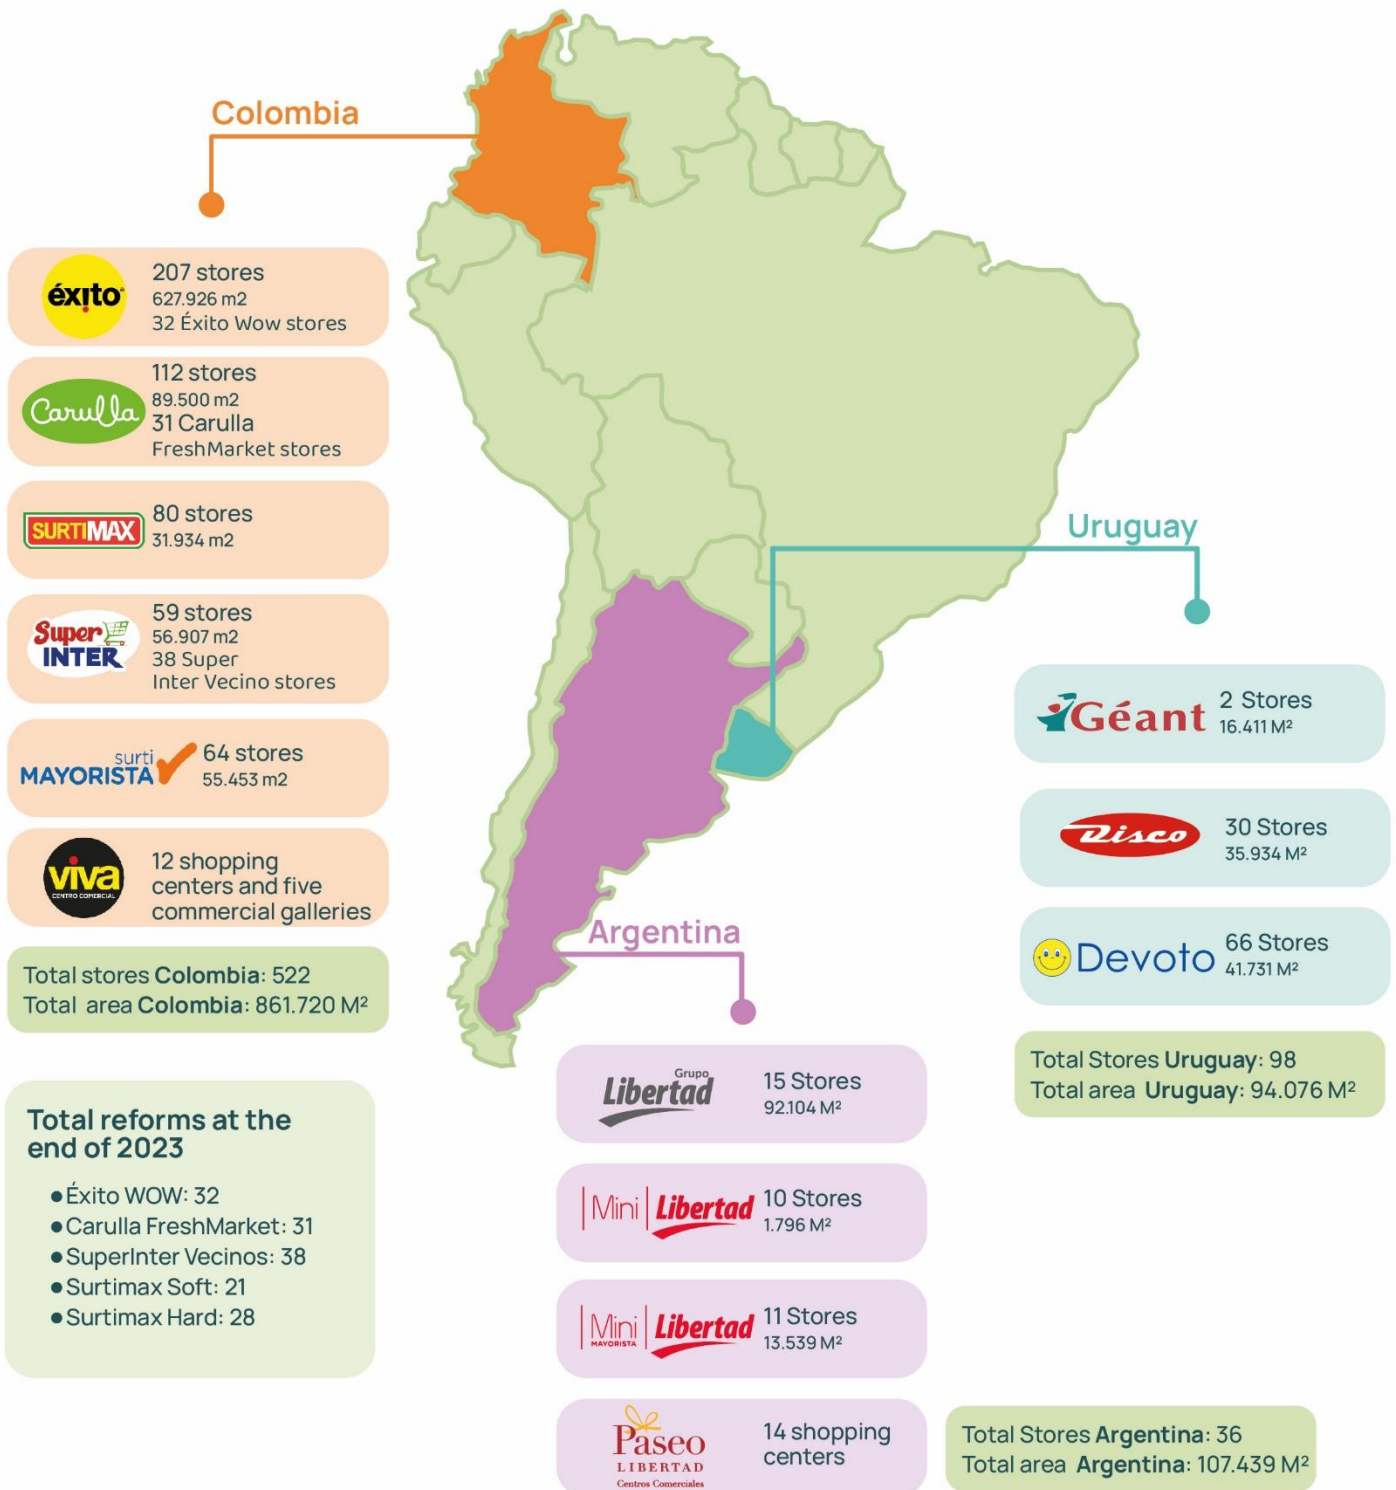 Colombia
éxito
207 stores
627.926 m2
32 Éxito Wow stores
Carulla
112 stores
89.500 m2
31 Carulla
FreshMarket stores
SURTIMAX
80 stores
31.934 m2
Super
INTER
59 stores
56.907 m2
38 Super
Inter Vecino stores
surti
MAYORISTA
64 stores
55.453 m2
viva
CENTRO COMERCIAL
12 shopping
centers and five
commercial galleries
Total stores Colombia: 522
Total area Colombia: 861.720 M²
Total reforms at the
end of 2023
● Éxito WOW: 32
● Carulla FreshMarket: 31
● SuperInter Vecinos: 38
● Surtimax Soft: 21
● Surtimax Hard: 28
Uruguay
Géant
2 Stores
16.411 M²
Disco
30 Stores
35.934 M²
Devoto
66 Stores
41.731 M²
Total Stores Uruguay: 98
Total area Uruguay: 94.076 M²
Argentina
Grupo
Libertad
15 Stores
92.104 M²
Mini Libertad
10 Stores
1.796 M²
Mini Libertad
MAYORISTA
11 Stores
13.539 M²
Paseo
LIBERTAD
Centros Comerciales
14 shopping
centers
Total Stores Argentina: 36
Total area Argentina: 107.439 M²